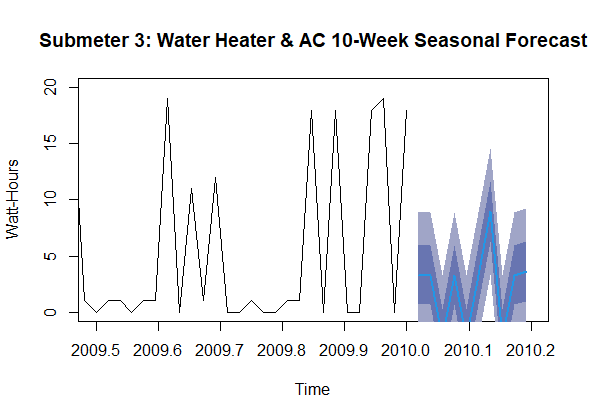 Submeter 3: Water Heater & AC 10-Week Seasonal Forecast
Watt-Hours
20
15
10
5
0
2009.5 2009.6 2009.7 2009.8 2009.9 2010.0 2010.1 2010.2
Time